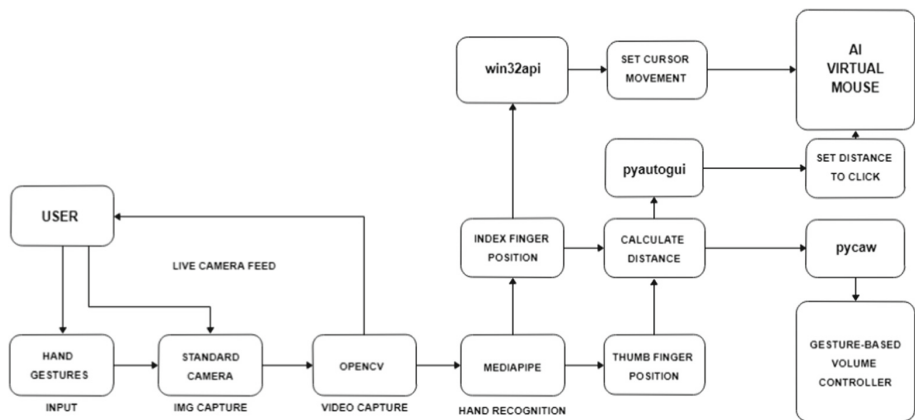 win32api
SET CURSOR
MOVEMENT
AI
VIRTUAL
MOUSE
pyautogui
SET DISTANCE
TO CLICK
USER
INDEX FINGER
POSITION
CALCULATE
DISTANCE
pycaw
LIVE CAMERA FEED
HAND
GESTURES
STANDARD
CAMERA
OPENCV
MEDIAPIPE
THUMB FINGER
POSITION
GESTURE-BASED
VOLUME
CONTROLLER
INPUT
IMG CAPTURE
VIDEO CAPTURE
HAND RECOGNITION